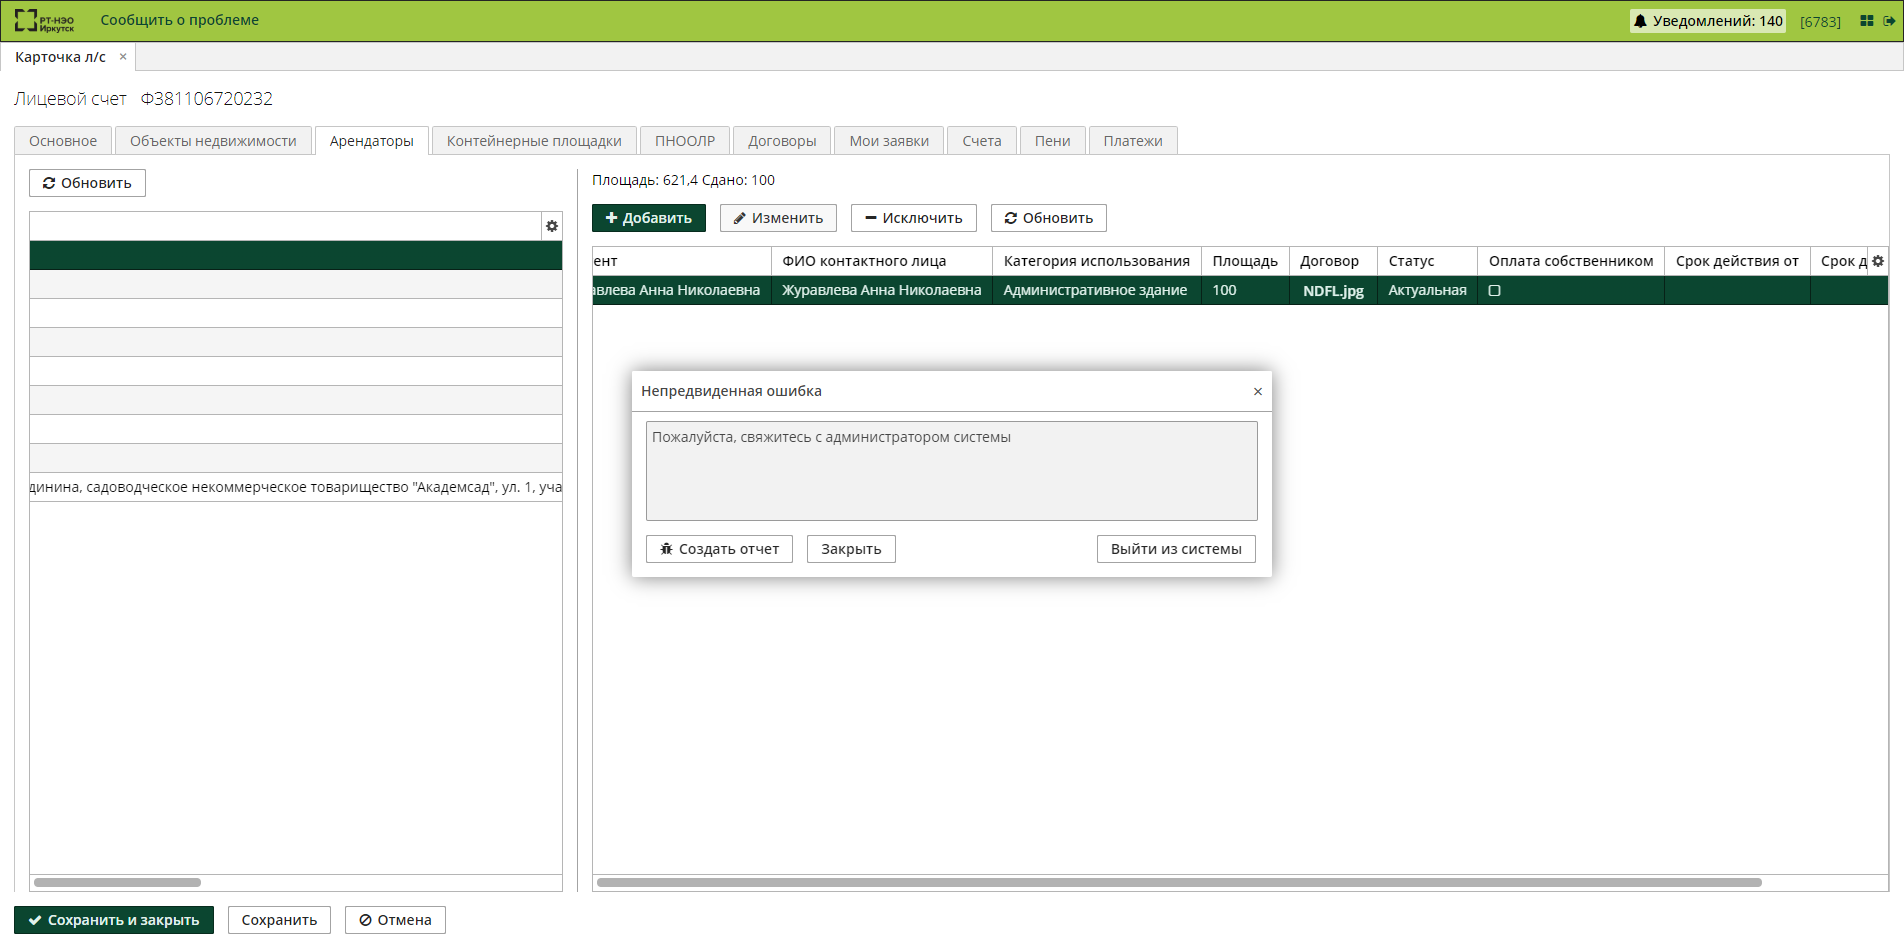 РТ-НЭО
Иркутск
Сообщить о проблеме
Уведомлений: 140
[6783]
Карточка л/с
Лицевой счет Ф381106720232
Основное
Объекты недвижимости
Арендаторы
Контейнерные площадки
ПНООЛР
Договоры
Мои заявки
Счета
Пени
Платежи
Обновить
динина, садоводческое некоммерческое товарищество "Академсад", ул. 1, уча
Площадь: 621,4 Сдано: 100
Добавить
Изменить
Исключить
Обновить
ент
ФИО контактного лица
Категория использования
Площадь
Договор
Статус
Оплата собственником
Срок действия от
Срок д
авлева Анна Николаевна
Журавлева Анна Николаевна
Административное здание
100
NDFL.jpg
Актуальная
Непредвиденная ошибка
Пожалуйста, свяжитесь с администратором системы
Создать отчет
Закрыть
Выйти из системы
Сохранить и закрыть
Сохранить
Отмена